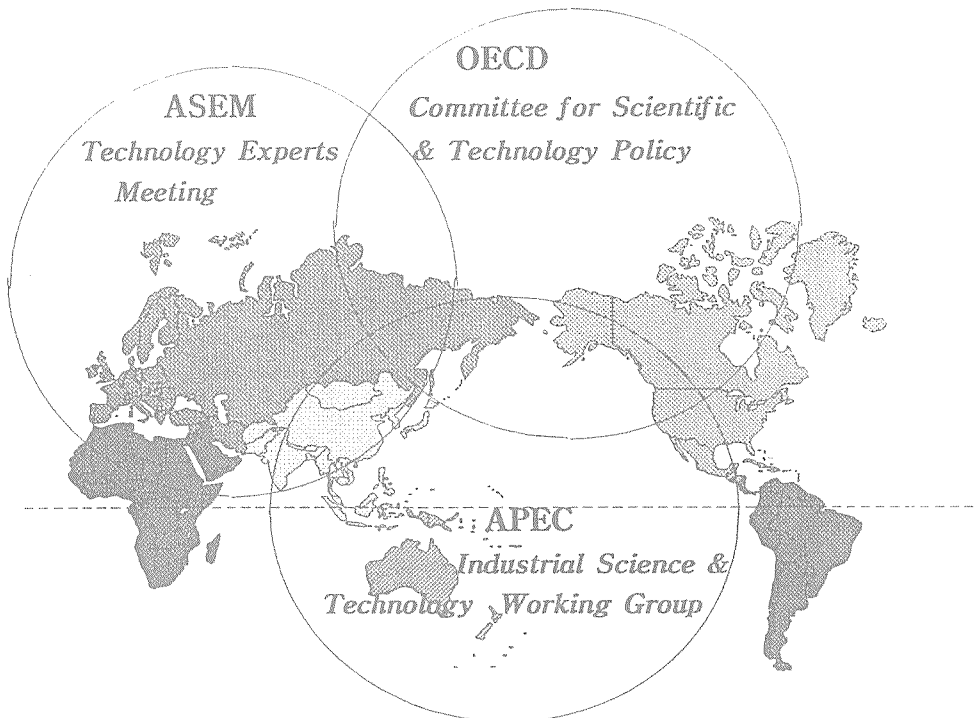 OECD
Committee for Scientific
& Technology Policy
ASEM
Technology Experts
Meeting
APEC
Industrial Science &
Technology Working Group